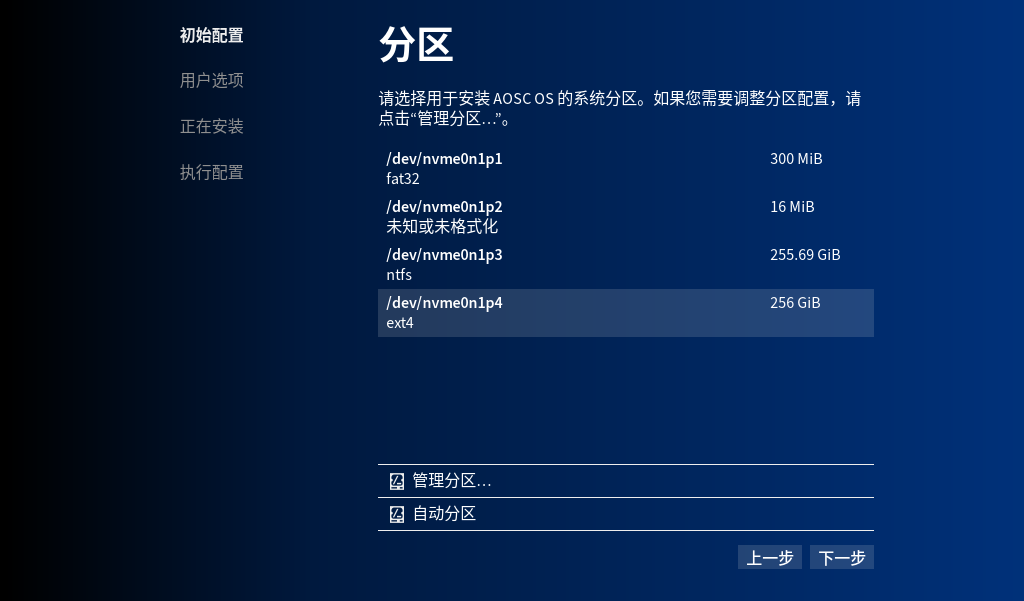 初始配置
用户选项
正在安装
执行配置
分区
请选择用于安装 AOSC OS 的系统分区。如果您需要调整分区配置，请
点击“管理分区…”。
/dev/nvme0n1p1 300 MiB
fat32
/dev/nvme0n1p2 16 MiB
未知或未格式化
/dev/nvme0n1p3 255.69 GiB
ntfs
/dev/nvme0n1p4 256 GiB
ext4
管理分区…
自动分区
上一步 下一步